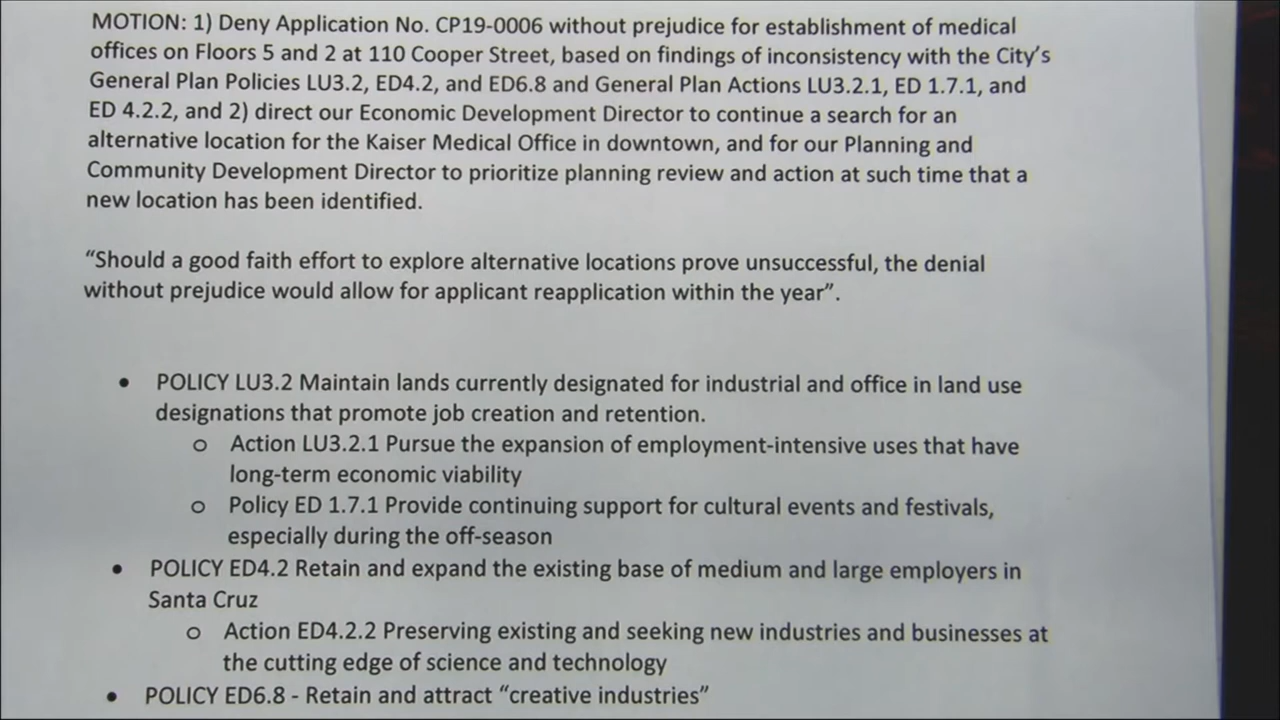 MOTION: 1) Deny Application No. CP19-0006 without prejudice for establishment of medical
offices on Floors 5 and 2 at 110 Cooper Street, based on findings of inconsistency with the City's
General Plan Policies LU3.2, ED4.2, and ED6.8 and General Plan Actions LU3.2.1, ED 1.7.1, and
ED 4.2.2, and 2) direct our Economic Development Director to continue a search for an
alternative location for the Kaiser Medical Office in downtown, and for our Planning and
Community Development Director to prioritize planning review and action at such time that a
new location has been identified.
“Should a good faith effort to explore alternative locations prove unsuccessful, the denial
without prejudice would allow for applicant reapplication within the year”.
• POLICY LU3.2 Maintain lands currently designated for industrial and office in land use
designations that promote job creation and retention.
o Action LU3.2.1 Pursue the expansion of employment-intensive uses that have
long-term economic viability
o Policy ED 1.7.1 Provide continuing support for cultural events and festivals,
especially during the off-season
• POLICY ED4.2 Retain and expand the existing base of medium and large employers in
Santa Cruz
o Action ED4.2.2 Preserving existing and seeking new industries and businesses at
the cutting edge of science and technology
• POLICY ED6.8 - Retain and attract “creative industries”